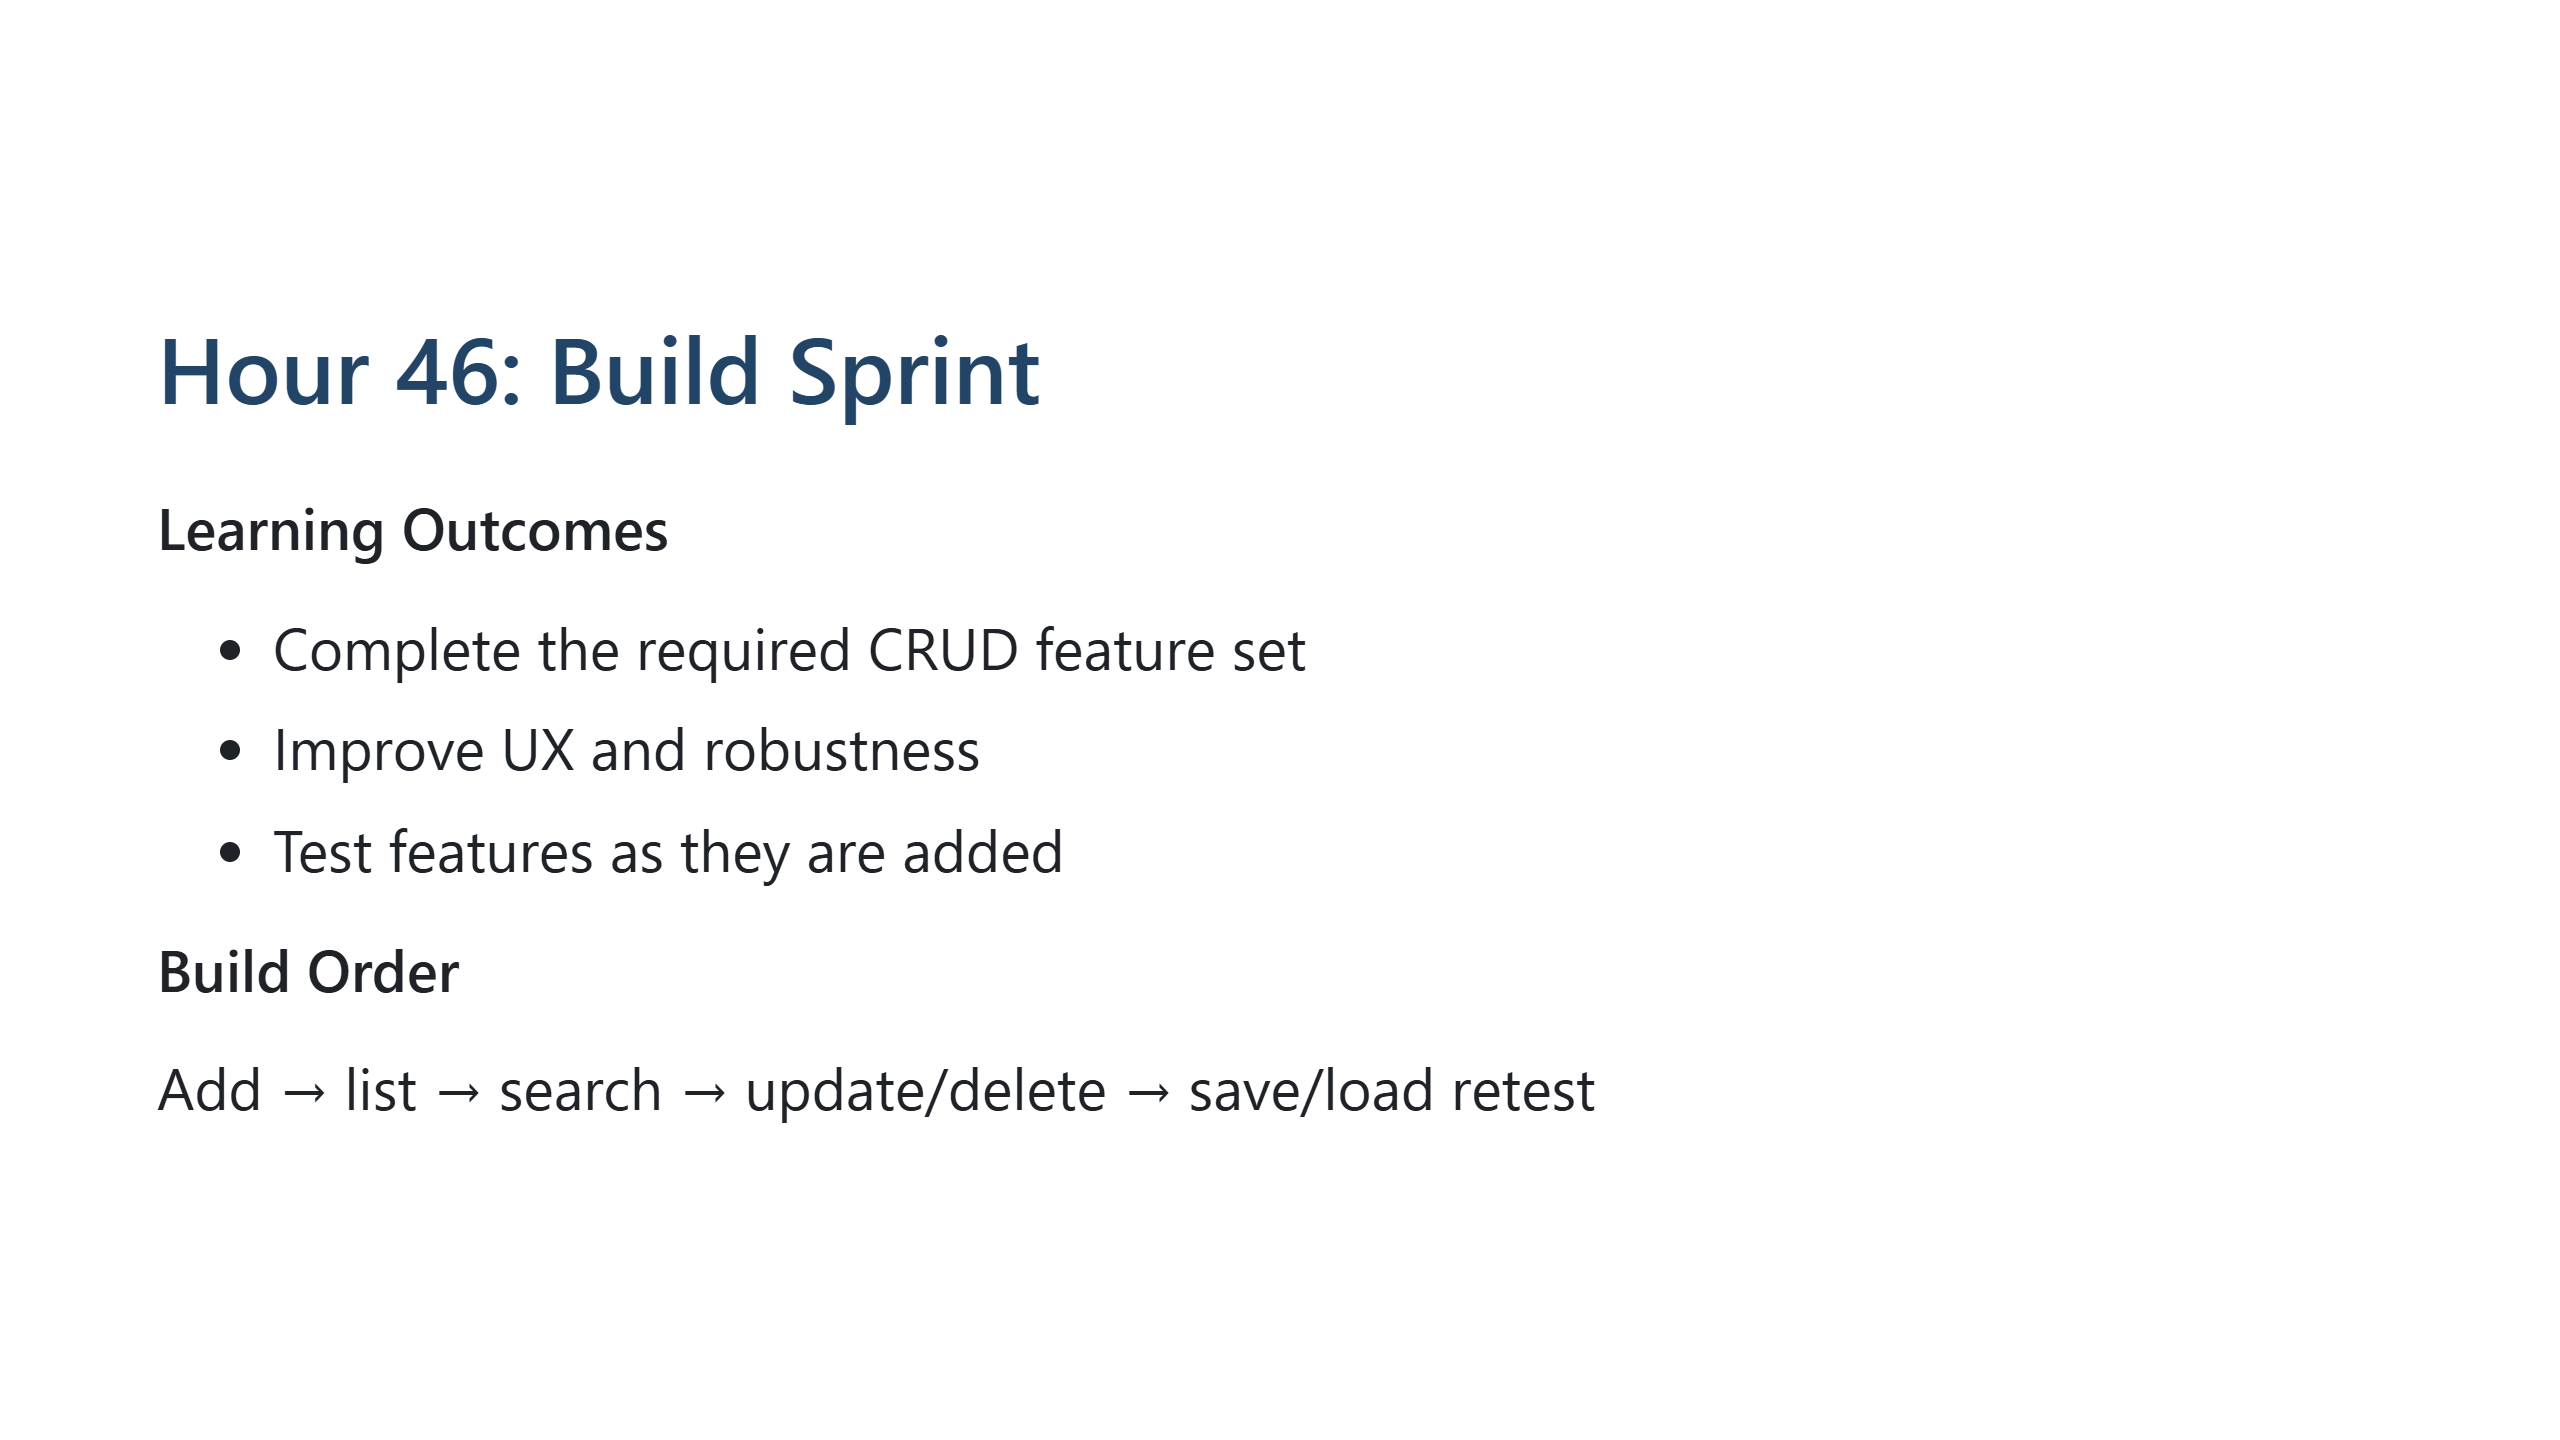 Hour 46: Build Sprint
Learning Outcomes
• Complete the required CRUD feature set
• Improve UX and robustness
• Test features as they are added
Build Order
Add → list → search → update/delete → save/load retest